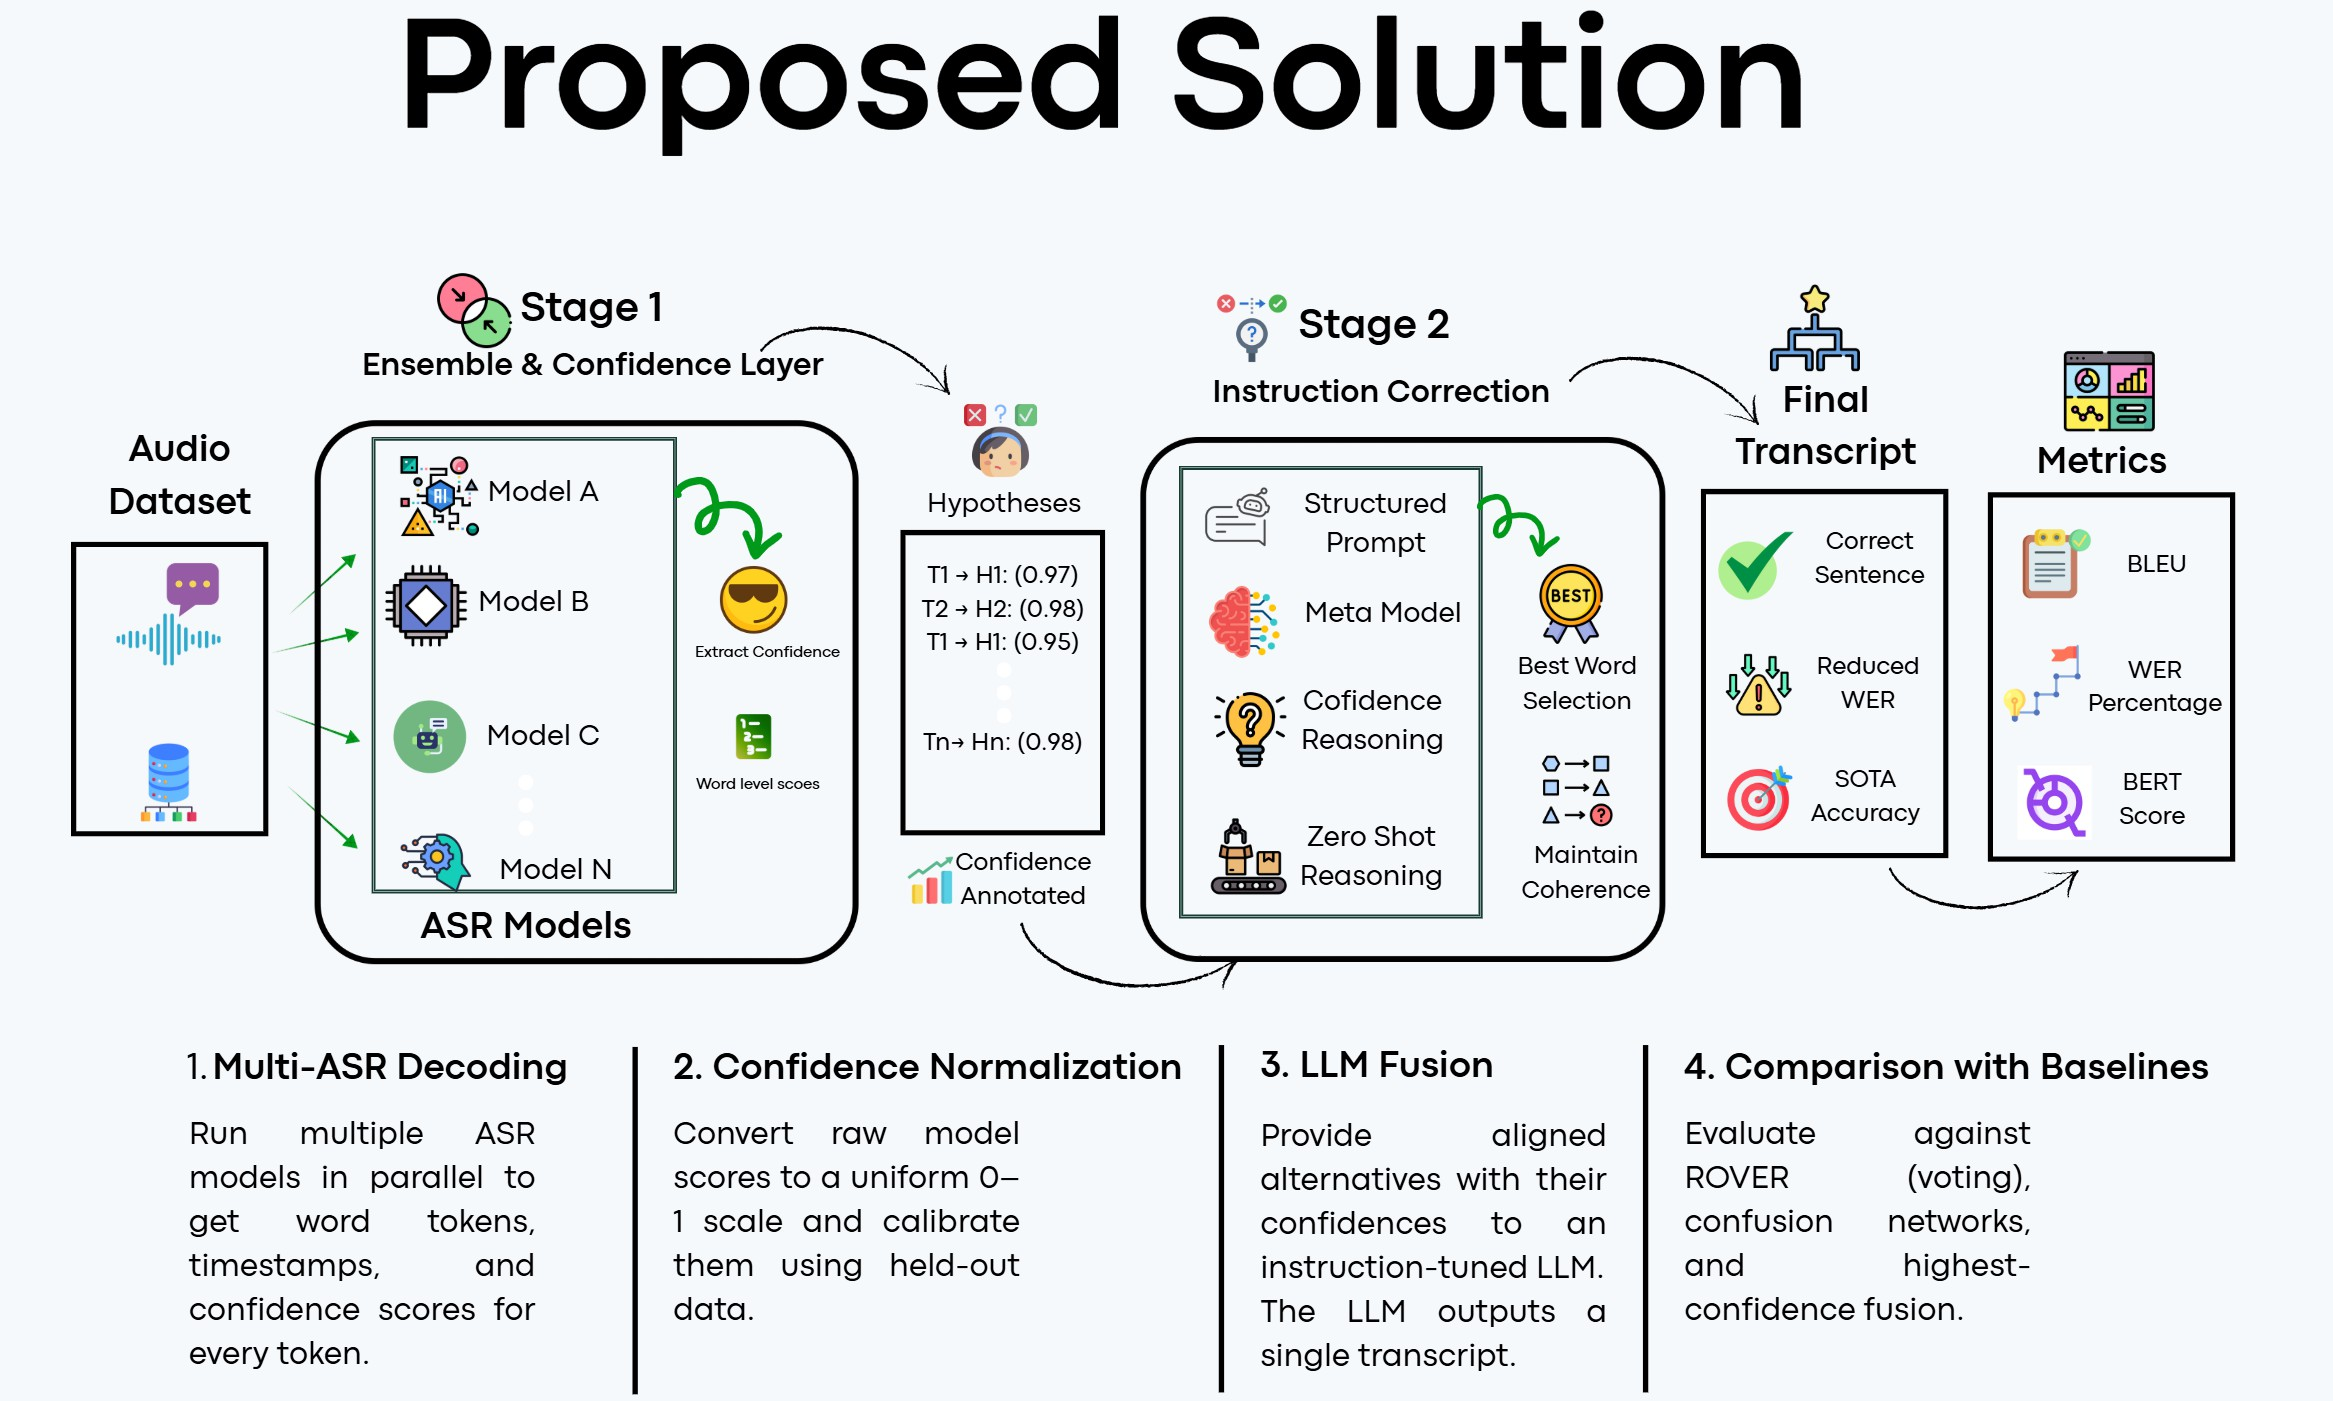 Proposed Solution
Audio
Dataset
Stage 1
Ensemble & Confidence Layer
AI
Model A
Model B
Model C
Model N
ASR Models
Extract Confidence
1-
2-
3-
Word level scoes
Hypotheses
T1 → H1: (0.97)
T2 → H2: (0.98)
T1 → H1: (0.95)
Tn→ Hn: (0.98)
Confidence
Annotated
Stage 2
Instruction Correction
Structured
Prompt
Meta Model
Cofidence
Reasoning
Zero Shot
Reasoning
BEST
Best Word
Selection
Maintain
Coherence
Final
Transcript
Correct
Sentence
Reduced
WER
SOTA
Accuracy
Metrics
BLEU
WER
Percentage
BERT
Score
1. Multi-ASR Decoding
Run multiple ASR
models in parallel to
get word tokens,
timestamps, and
confidence scores for
every token.
2. Confidence Normalization
Convert raw model
scores to a uniform 0–
1 scale and calibrate
them using held-out
data.
3. LLM Fusion
Provide aligned
alternatives with their
confidences to an
instruction-tuned LLM.
The LLM outputs a
single transcript.
4. Comparison with Baselines
Evaluate against
ROVER (voting),
confusion networks,
and highest-
confidence fusion.